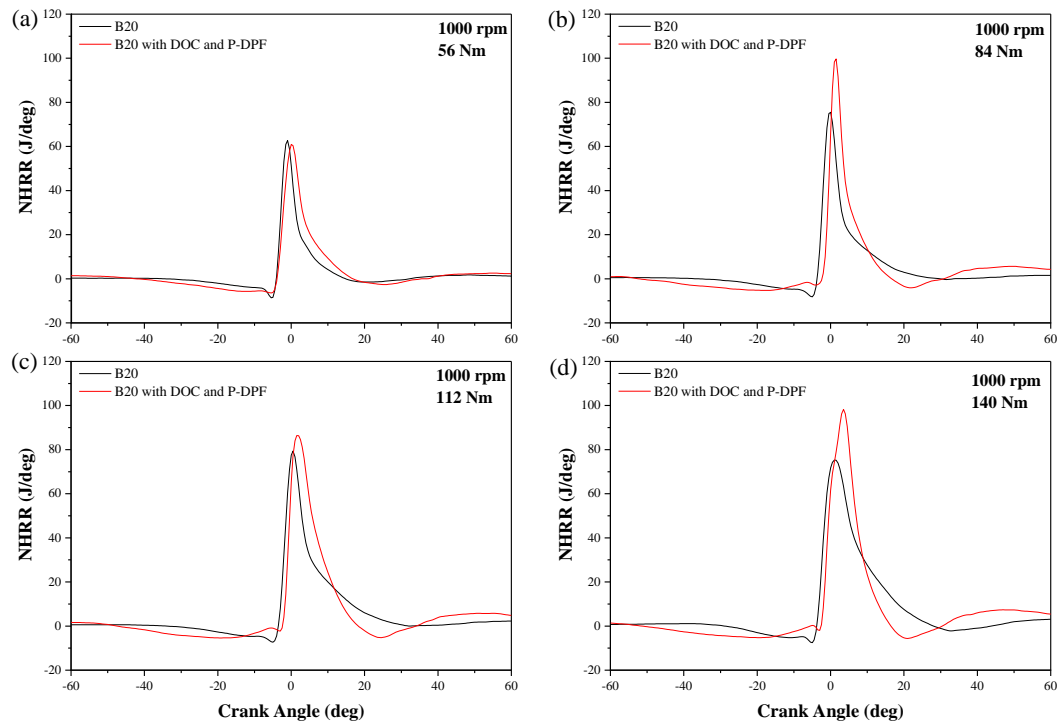 (a)
B20
B20 with DOC and P-DPF
1000 rpm
56 Nm
NHRR (J/deg)
120
100
80
60
40
20
0
-20
-60 -40 -20 0 20 40 60
(b)
B20
B20 with DOC and P-DPF
1000 rpm
84 Nm
NHRR (J/deg)
120
100
80
60
40
20
0
-20
-60 -40 -20 0 20 40 60
(c)
B20
B20 with DOC and P-DPF
1000 rpm
112 Nm
NHRR (J/deg)
120
100
80
60
40
20
0
-20
-60 -40 -20 0 20 40 60
Crank Angle (deg)
(d)
B20
B20 with DOC and P-DPF
1000 rpm
140 Nm
NHRR (J/deg)
120
100
80
60
40
20
0
-20
-60 -40 -20 0 20 40 60
Crank Angle (deg)